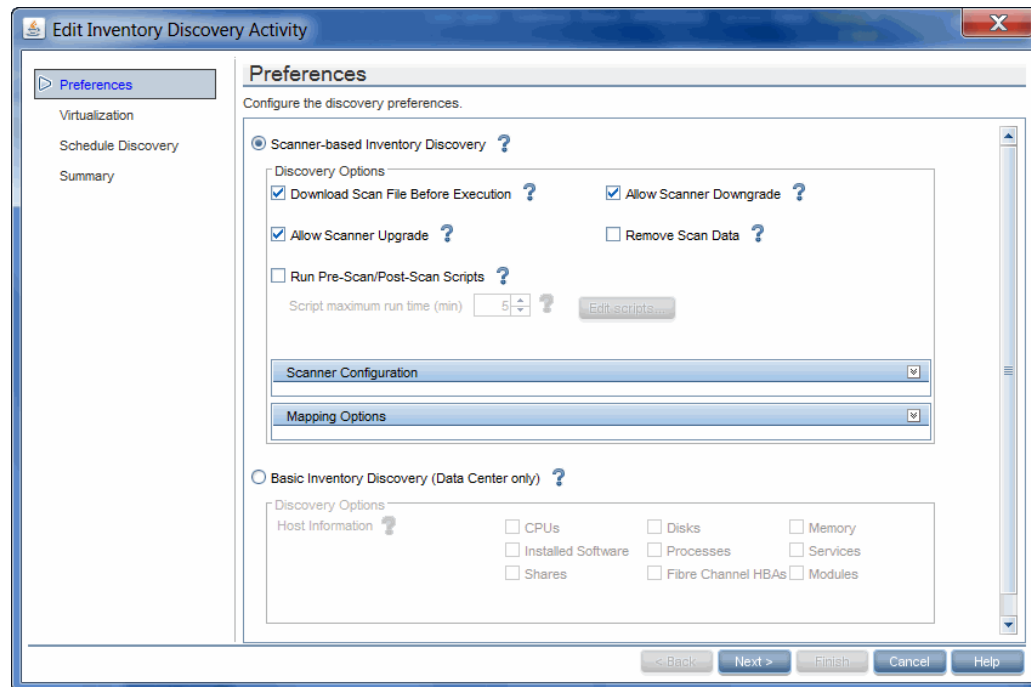 Edit Inventory Discovery Activity
Preferences
Virtualization
Schedule Discovery
Summary
Preferences
Configure the discovery preferences.
Scanner-based Inventory Discovery ?
Discovery Options
Download Scan File Before Execution ? Allow Scanner Downgrade ?
Allow Scanner Upgrade ? Remove Scan Data ?
Run Pre-Scan/Post-Scan Scripts ?
Script maximum run time (min) 5 ? Edit scripts...
Scanner Configuration
Mapping Options
Basic Inventory Discovery (Data Center only) ?
Discovery Options
Host Information ? CPUs Disks Memory
Installed Software Processes Services
Shares Fibre Channel HBAs Modules
< Back Next > Finish Cancel Help